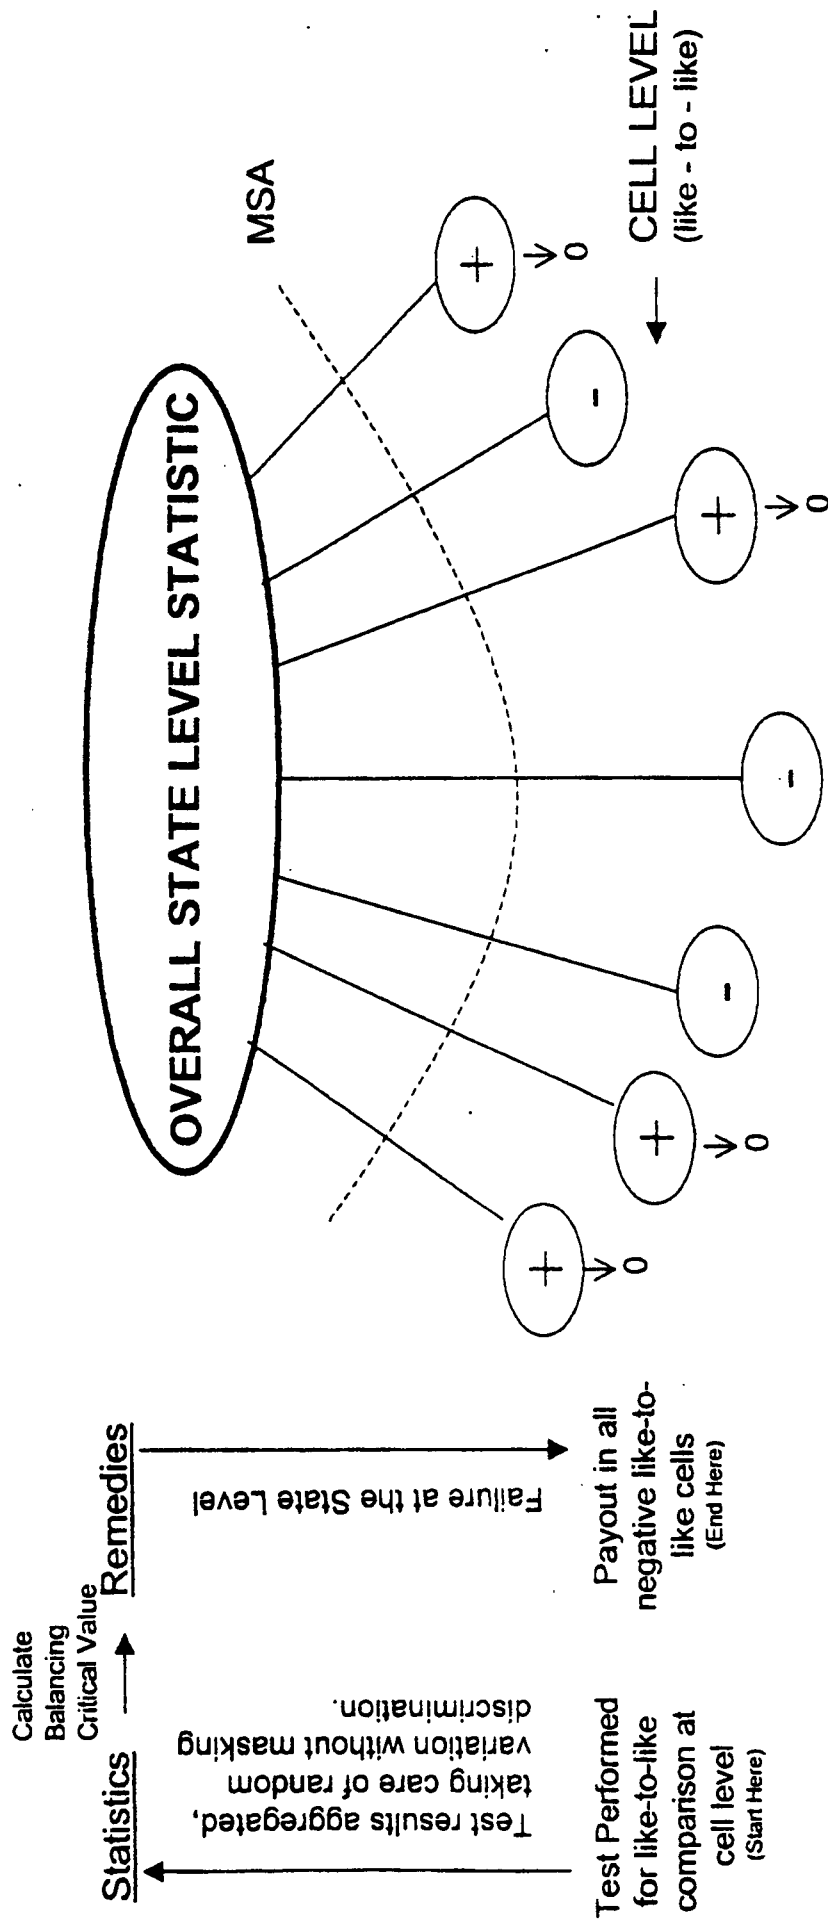 Calculate
Balancing
Critical Value
Statistics
Remedies
Test results aggregated,
taking care of random
variation without masking
discrimination.
Failure at the State Level
Test Performed
for like-to-like
comparison at
cell level
(Start Here)
Payout in all
negative like-to-
like cells
(End Here)
OVERALL STATE LEVEL STATISTIC
MSA
+
0
+
0
-
-
+
0
-
+
0
CELL LEVEL
(like - to - like)